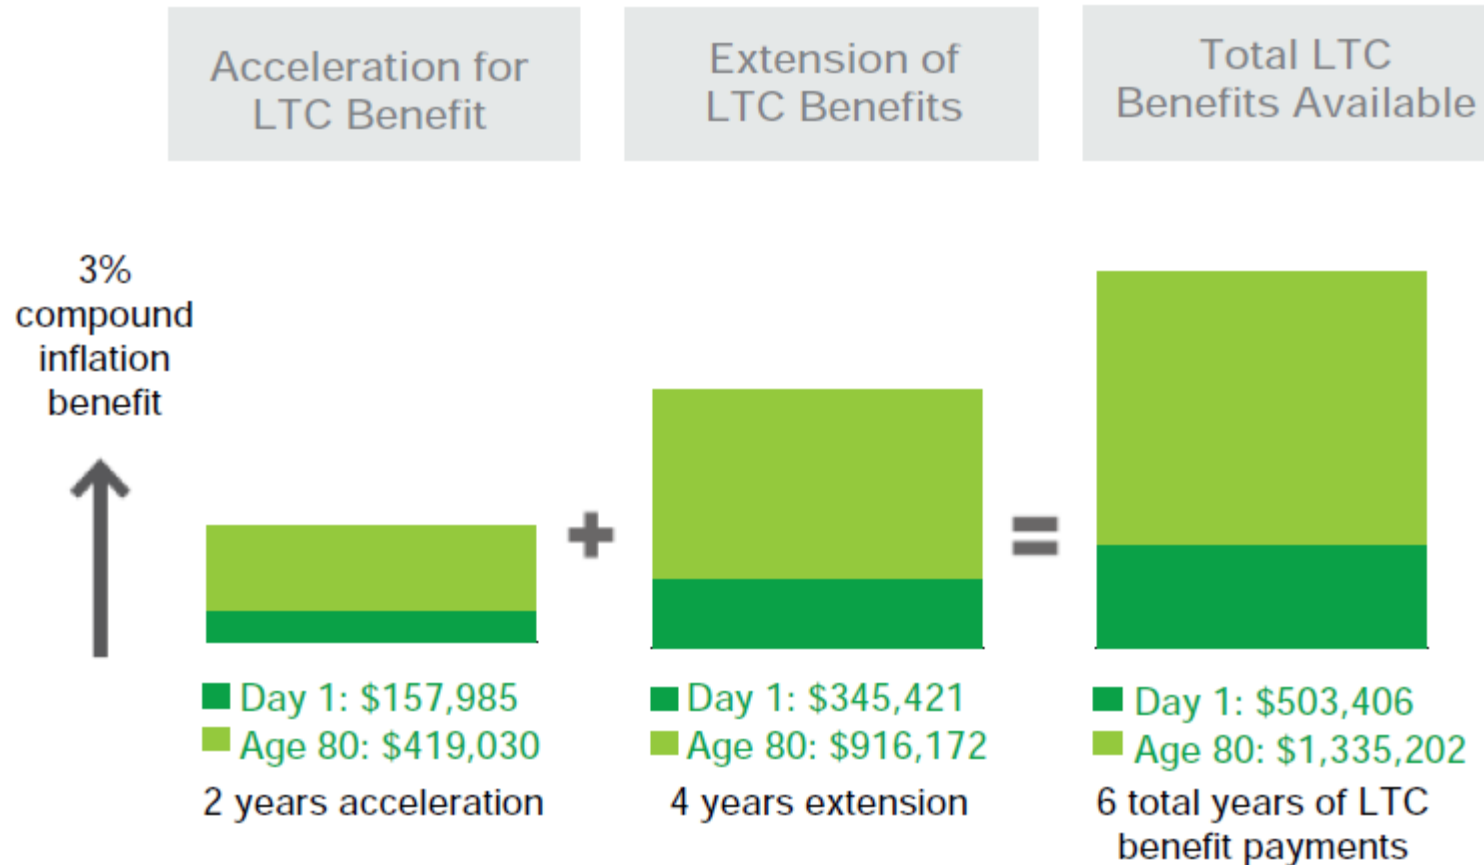 Acceleration for
LTC Benefit
Extension of
LTC Benefits
Total LTC
Benefits Available
3%
compound
inflation
benefit
+
=
Day 1: $157,985
Age 80: $419,030
2 years acceleration
Day 1: $345,421
Age 80: $916,172
4 years extension
Day 1: $503,406
Age 80: $1,335,202
6 total years of LTC
benefit payments